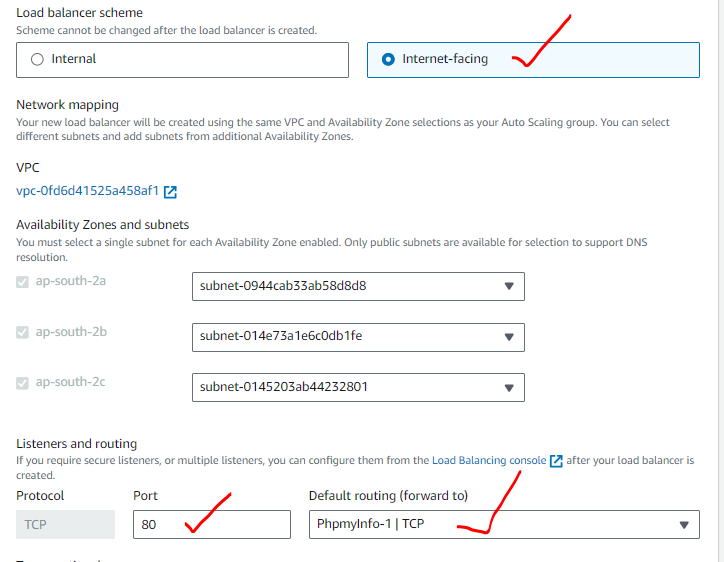 Load balancer scheme
Scheme cannot be changed after the load balancer is created.
Internal
Internet-facing
Network mapping
Your new load balancer will be created using the same VPC and Availability Zone selections as your Auto Scaling group. You can select
different subnets and add subnets from additional Availability Zones.
VPC
vpc-0fd6d41525a458af1
Availability Zones and subnets
You must select a single subnet for each Availability Zone enabled. Only public subnets are available for selection to support DNS
resolution.
ap-south-2a
subnet-0944cab33ab58d8d8
ap-south-2b
subnet-014e73a1e6c0db1fe
ap-south-2c
subnet-0145203ab44232801
Listeners and routing
If you require secure listeners, or multiple listeners, you can configure them from the Load Balancing console after your load balancer is
created.
Protocol Port Default routing (forward to)
TCP 80 PhpmyInfo-1 | TCP